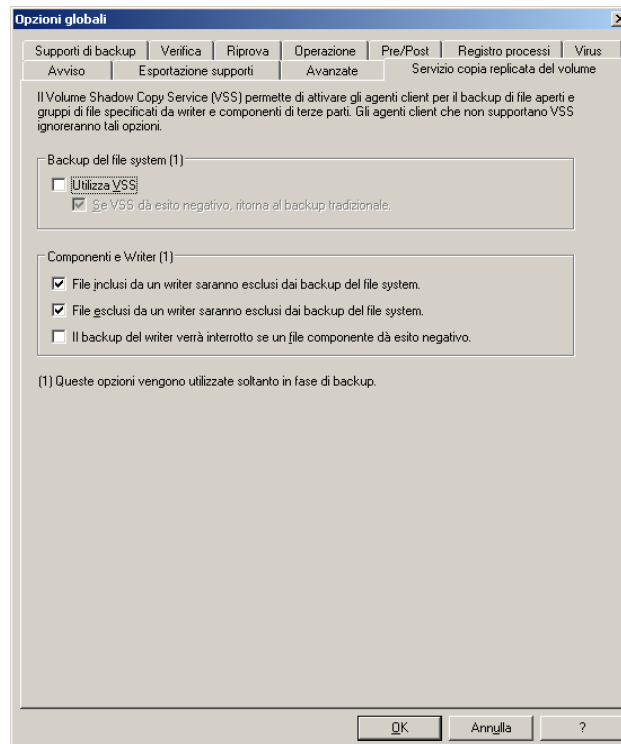 Opzioni globali
Supporti di backup Verifica Riprova Operazione Pre/Post Registro processi Virus
Avviso Esportazione supporti Avanzate Servizio copia replicata del volume
Il Volume Shadow Copy Service (VSS) permette di attivare gli agenti client per il backup di file aperti e
gruppi di file specificati da writer e componenti di terze parti. Gli agenti client che non supportano VSS
ignoreranno tali opzioni.
Backup del file system (1)
Utilizza VSS
Se VSS dà esito negativo, ritorna al backup tradizionale.
Componenti e Writer (1)
File inclusi da un writer saranno esclusi dai backup del file system.
File esclusi da un writer saranno esclusi dai backup del file system.
Il backup del writer verrà interrotto se un file componente dà esito negativo.
(1) Queste opzioni vengono utilizzate soltanto in fase di backup.
OK Annulla ?